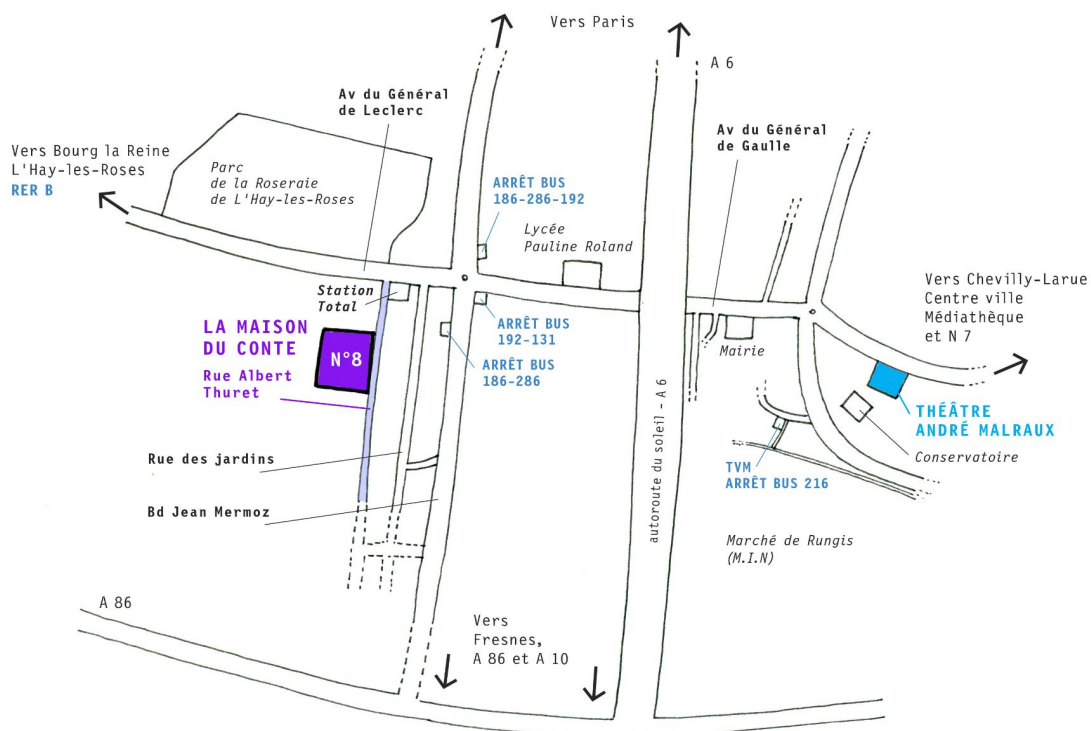 Vers Paris
A 6
Av du Général
de Leclerc
Av du Général
de Gaulle
Vers Bourg la Reine
L'Hay-les-Roses
RER B
Parc
de la Roseraie
de L'Hay-les-Roses
ARRÊT BUS
186-286-192
Lycée
Pauline Roland
Vers Chevilly-Larue
Centre ville
Médiathèque
et N 7
Station
Total
LA MAISON
DU CONTE
N°8
Rue Albert
Thuret
ARRÊT BUS
192-131
ARRÊT BUS
186-286
Mairie
THÉÂTRE
ANDRÉ MALRAUX
Conservatoire
TVM
ARRÊT BUS 216
Rue des jardins
Bd Jean Mermoz
autoroute du soleil - A 6
Marché de Rungis
(M.I.N)
A 86
Vers
Fresnes,
A 86 et A 10